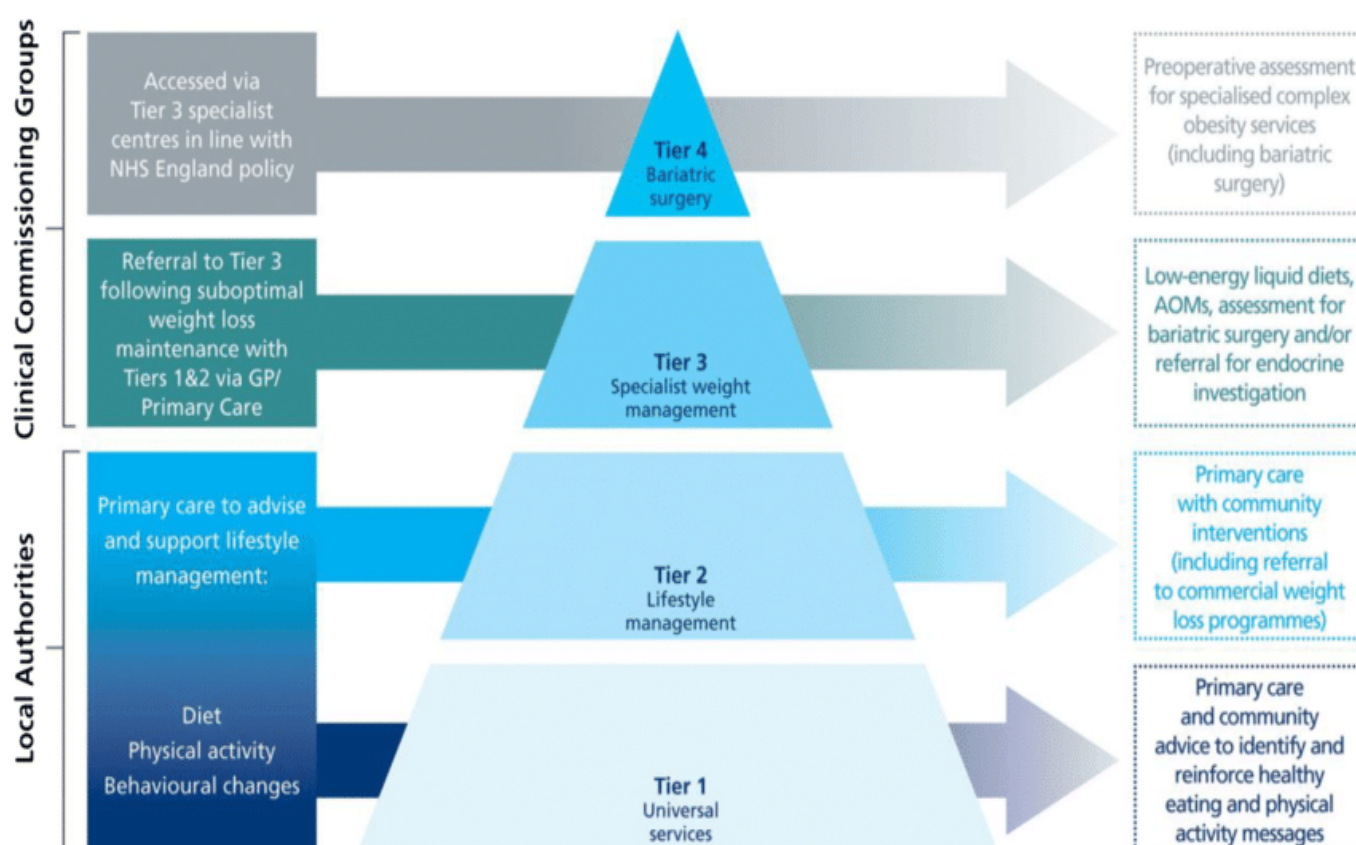 Clinical Commissioning Groups
Accessed via
Tier 3 specialist
centres in line with
NHS England policy
Tier 4
Bariatric
surgery
Preoperative assessment
for specialised complex
obesity services
(including bariatric
surgery)
Referral to Tier 3
following suboptimal
weight loss
maintenance with
Tiers 1&2 via GP/
Primary Care
Tier 3
Specialist weight
management
Low-energy liquid diets,
AOMs, assessment for
bariatric surgery and/or
referral for endocrine
investigation
Local Authorities
Primary care to advise
and support lifestyle
management:
Tier 2
Lifestyle
management
Primary care
with community
interventions
(including referral
to commercial weight
loss programmes)
Diet
Physical activity
Behavioural changes
Tier 1
Universal
services
Primary care
and community
advice to identify and
reinforce healthy
eating and physical
activity messages